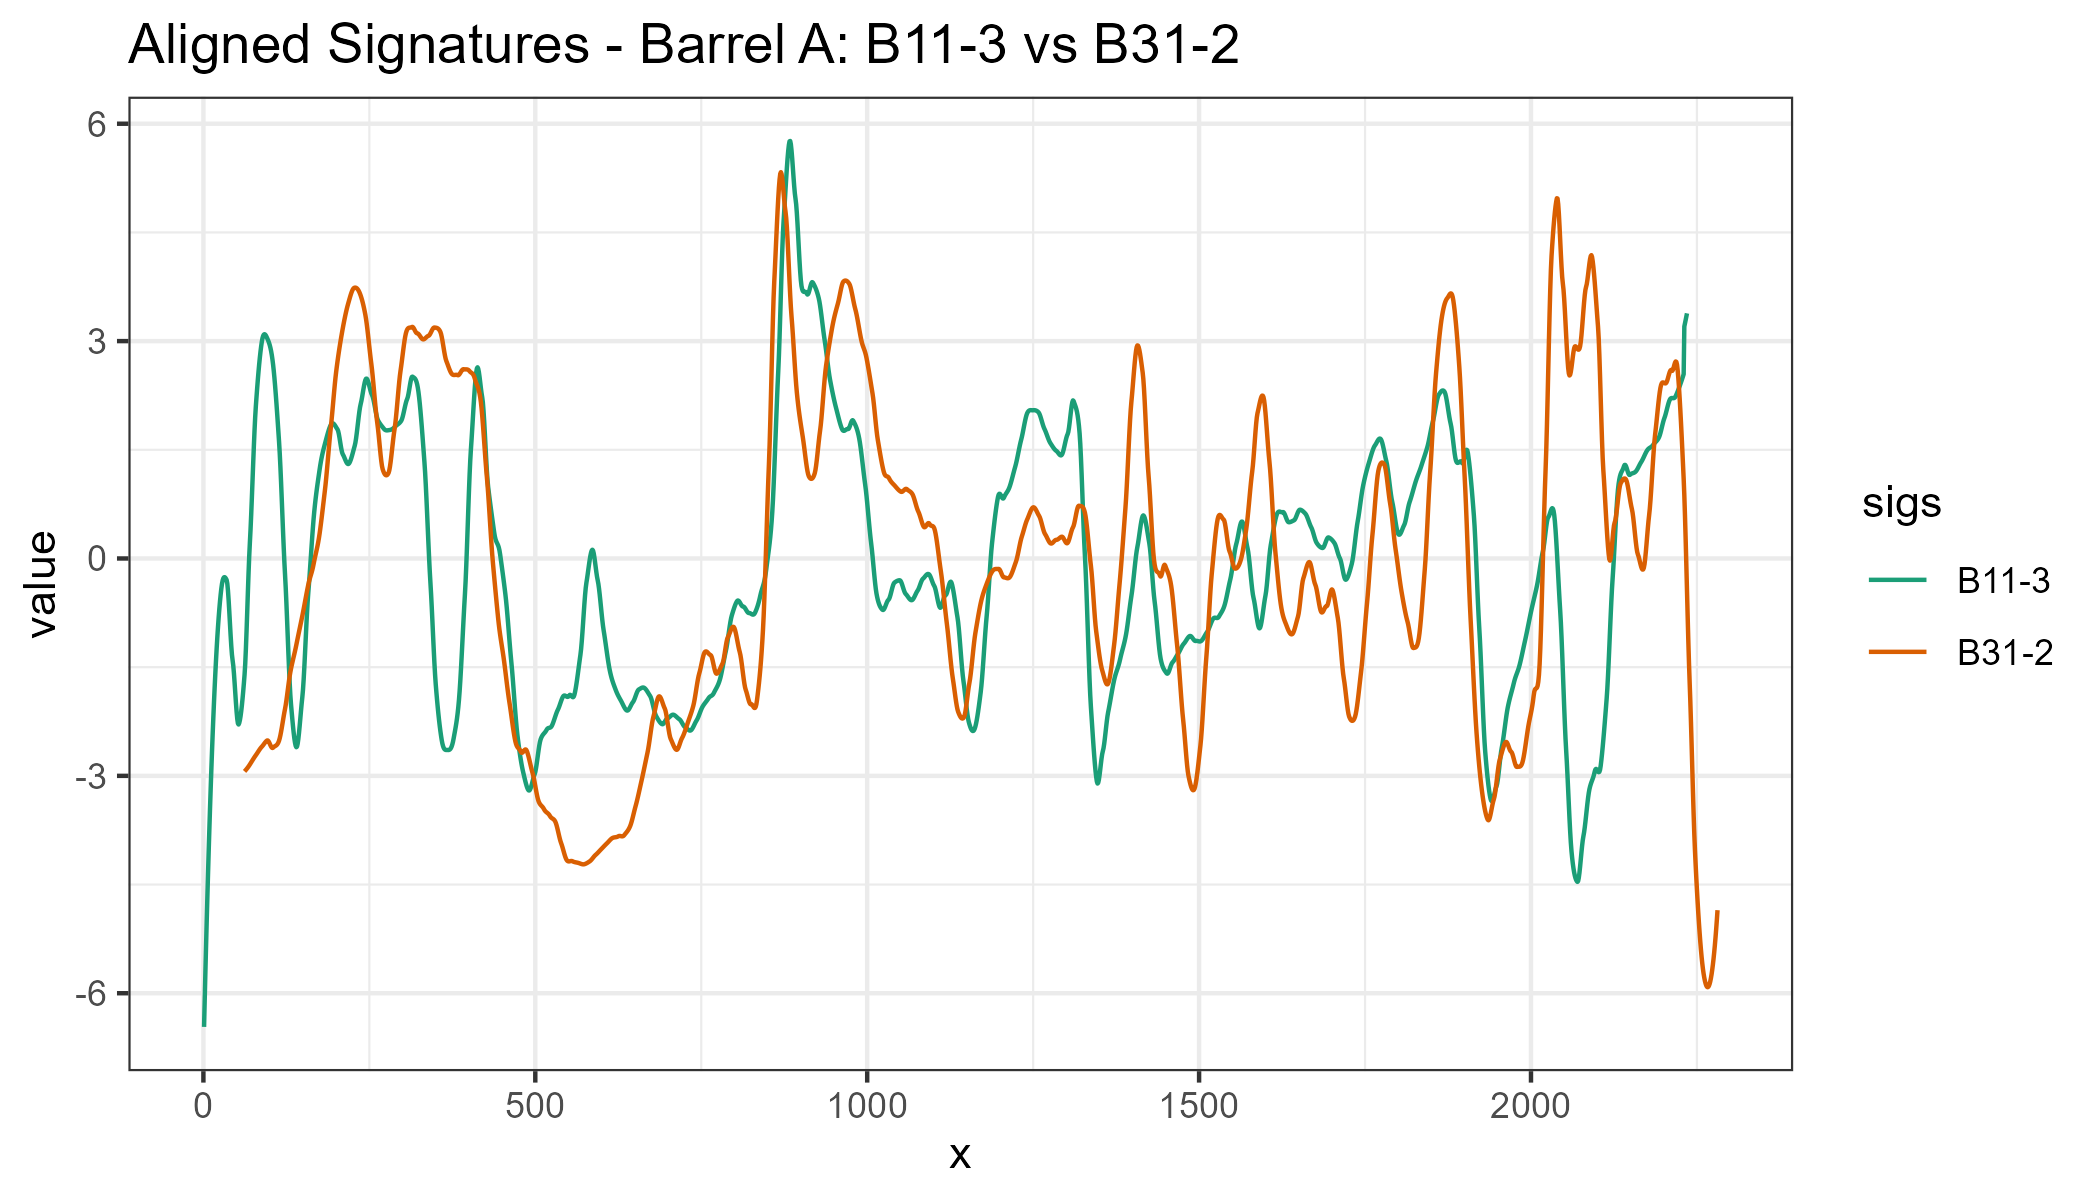 Aligned Signatures - Barrel A: B11-3 vs B31-2
6
3
0
-3
-6
value
0 500 1000 1500 2000
x
sigs
B11-3
B31-2